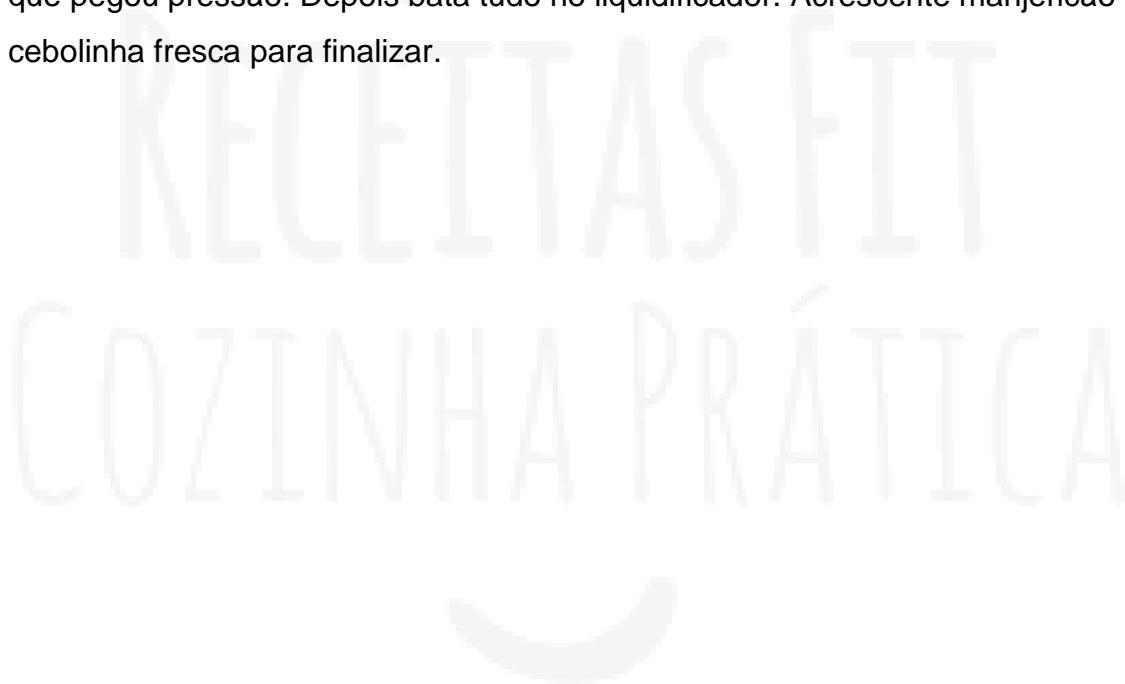 que pegou pressão. Depois bata tudo no liquidificador. Acrescente manjericão
cebolinha fresca para finalizar.
RECEITAS FIT
COZINHA PRÁTICA